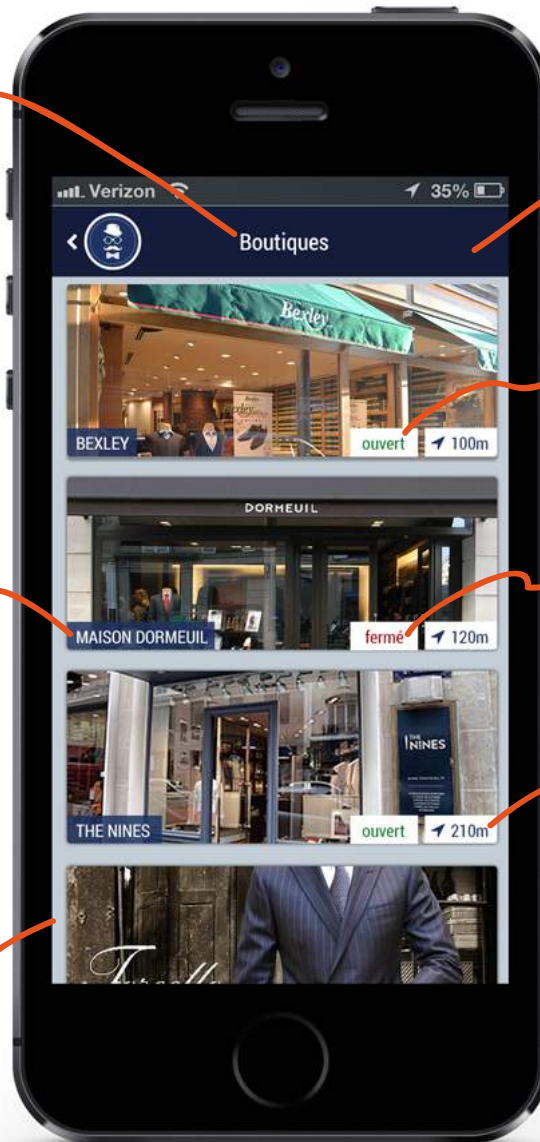 Verizon 35%
Boutiques
Bexley
BEXLEY ouvert 100m
DORMEUIL
MAISON DORMEUIL fermé 120m
THE NINES
THE NINES ouvert 210m